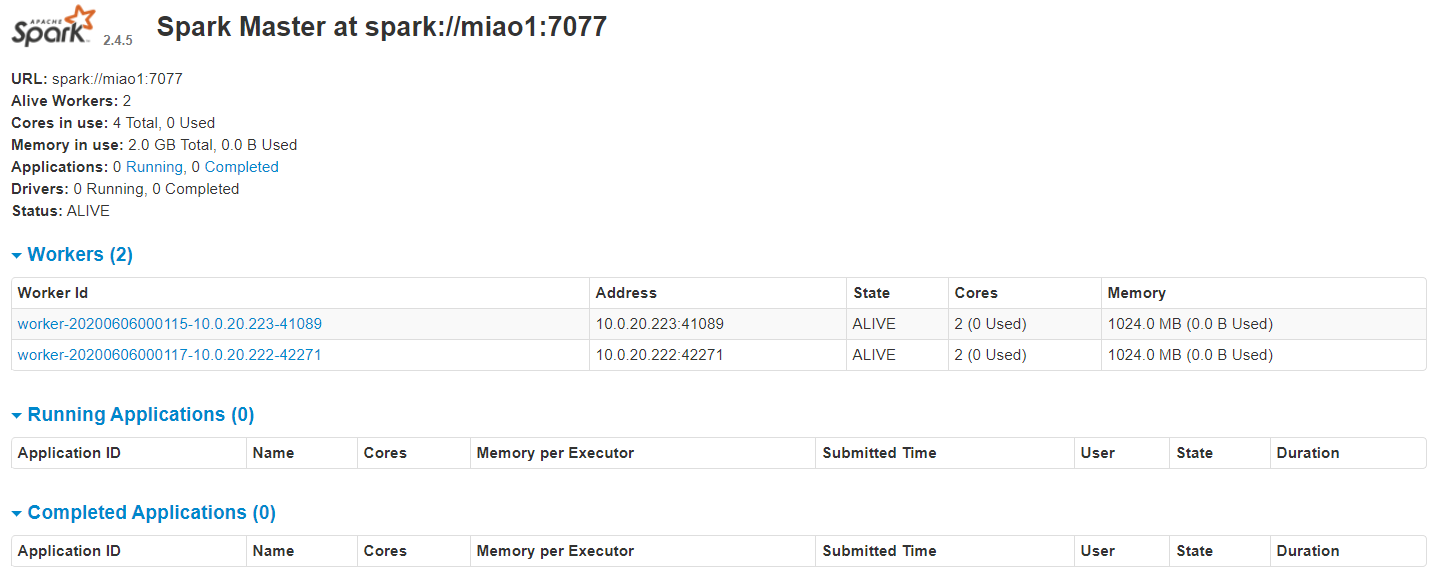 APACHE
Spark 2.4.5 Spark Master at spark://miao1:7077
URL: spark://miao1:7077
Alive Workers: 2
Cores in use: 4 Total, 0 Used
Memory in use: 2.0 GB Total, 0.0 B Used
Applications: 0 Running, 0 Completed
Drivers: 0 Running, 0 Completed
Status: ALIVE
Workers (2)
Worker Id Address State Cores Memory
worker-20200606000115-10.0.20.223-41089 10.0.20.223:41089 ALIVE 2 (0 Used) 1024.0 MB (0.0 B Used)
worker-20200606000117-10.0.20.222-42271 10.0.20.222:42271 ALIVE 2 (0 Used) 1024.0 MB (0.0 B Used)
Running Applications (0)
Application ID Name Cores Memory per Executor Submitted Time User State Duration
Completed Applications (0)
Application ID Name Cores Memory per Executor Submitted Time User State Duration